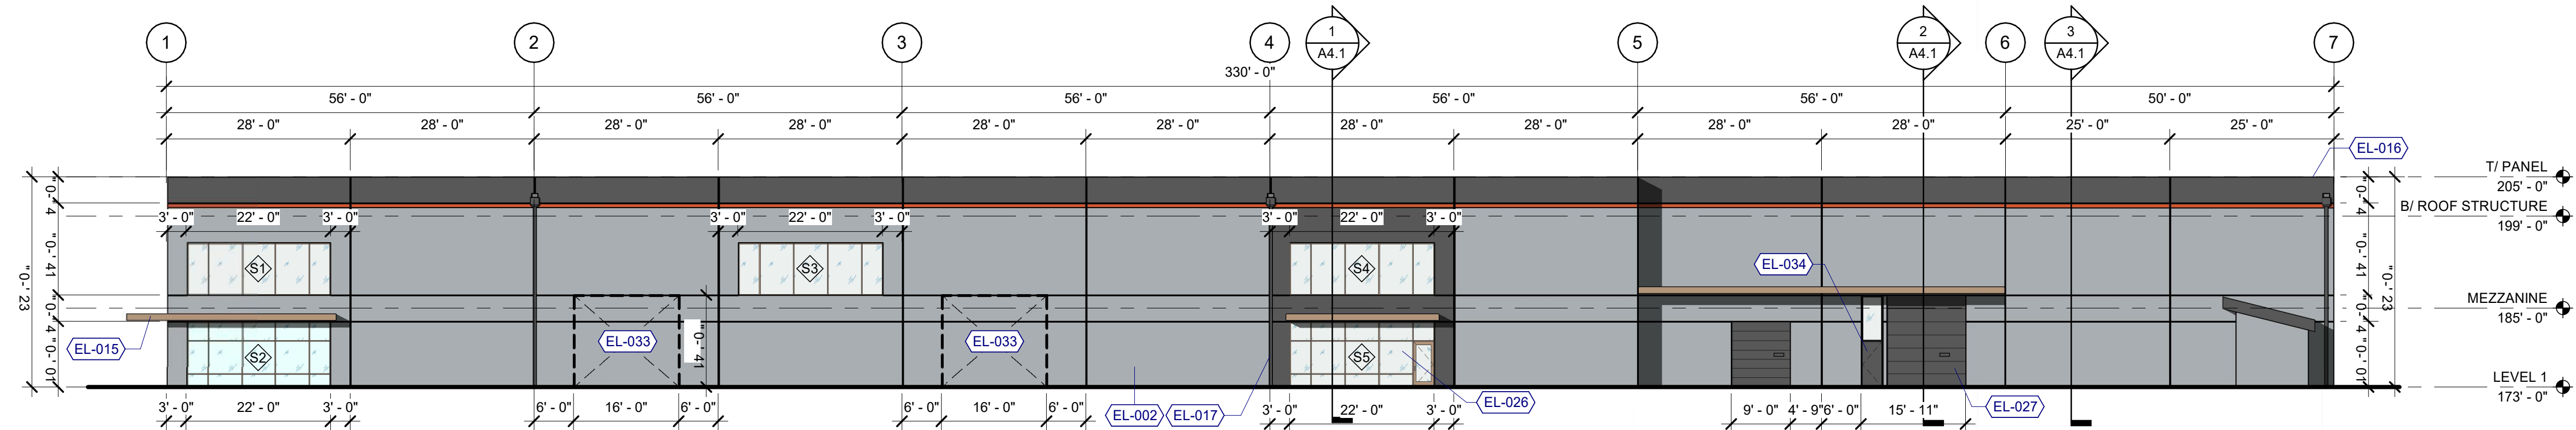 1 2 3 4 1 5 2 6 3 7
A4.1 A4.1 A4.1
330' - 0"
56' - 0" 56' - 0" 56' - 0" 56' - 0" 56' - 0" 50' - 0"
28' - 0" 28' - 0" 28' - 0" 28' - 0" 28' - 0" 28' - 0" 28' - 0" 28' - 0" 28' - 0" 28' - 0" 25' - 0" 25' - 0"
EL-016
T/ PANEL
205' - 0"
B/ ROOF STRUCTURE
199' - 0"
3' - 0" 22' - 0" 3' - 0" 3' - 0" 22' - 0" 3' - 0" 3' - 0" 22' - 0" 3' - 0"
S1 S3 S4 EL-034
MEZZANINE
185' - 0"
EL-015 EL-033 EL-033
S2 S5
LEVEL 1
173' - 0"
3' - 0" 22' - 0" 3' - 0" 6' - 0" 16' - 0" 6' - 0" 6' - 0" 16' - 0" 6' - 0" EL-002 EL-017 3' - 0" 22' - 0" 3' - 0" EL-026 9' - 0" 4' - 9" 6' - 0" 15' - 11" EL-027